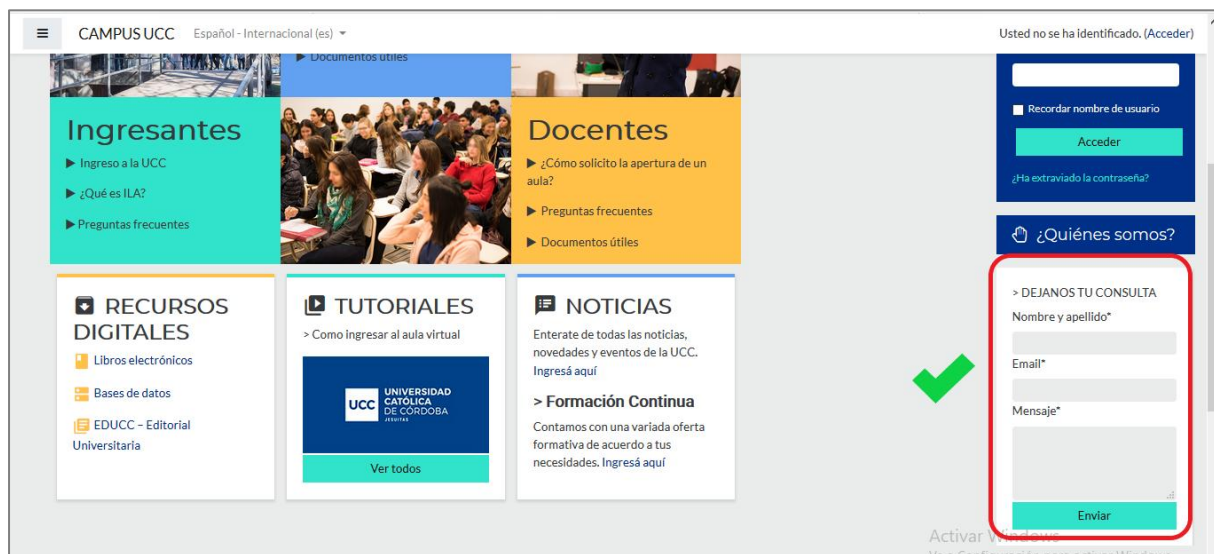 CAMPUS UCC Español - Internacional (es)
Usted no se ha identificado. (Acceder)
▶ Documentos útiles
Ingresantes
▶ Ingreso a la UCC
▶ ¿Qué es ILA?
▶ Preguntas frecuentes
Docentes
▶ ¿Cómo solicito la apertura de un
aula?
▶ Preguntas frecuentes
▶ Documentos útiles
Recordar nombre de usuario
Acceder
¿Ha extraviado la contraseña?
¿Quiénes somos?
RECURSOS
DIGITALES
Libros electrónicos
Bases de datos
EDUCC – Editorial
Universitaria
TUTORIALES
> Como ingresar al aula virtual
UCC
UNIVERSIDAD
CATÓLICA
DE CÓRDOBA
JESUITAS
Ver todos
NOTICIAS
Enterate de todas las noticias,
novedades y eventos de la UCC.
Ingresá aquí
> Formación Continua
Contamos con una variada oferta
formativa de acuerdo a tus
necesidades. Ingresá aquí
> DEJANOS TU CONSULTA
Nombre y apellido*
Email*
Mensaje*
Enviar
Activar Windows